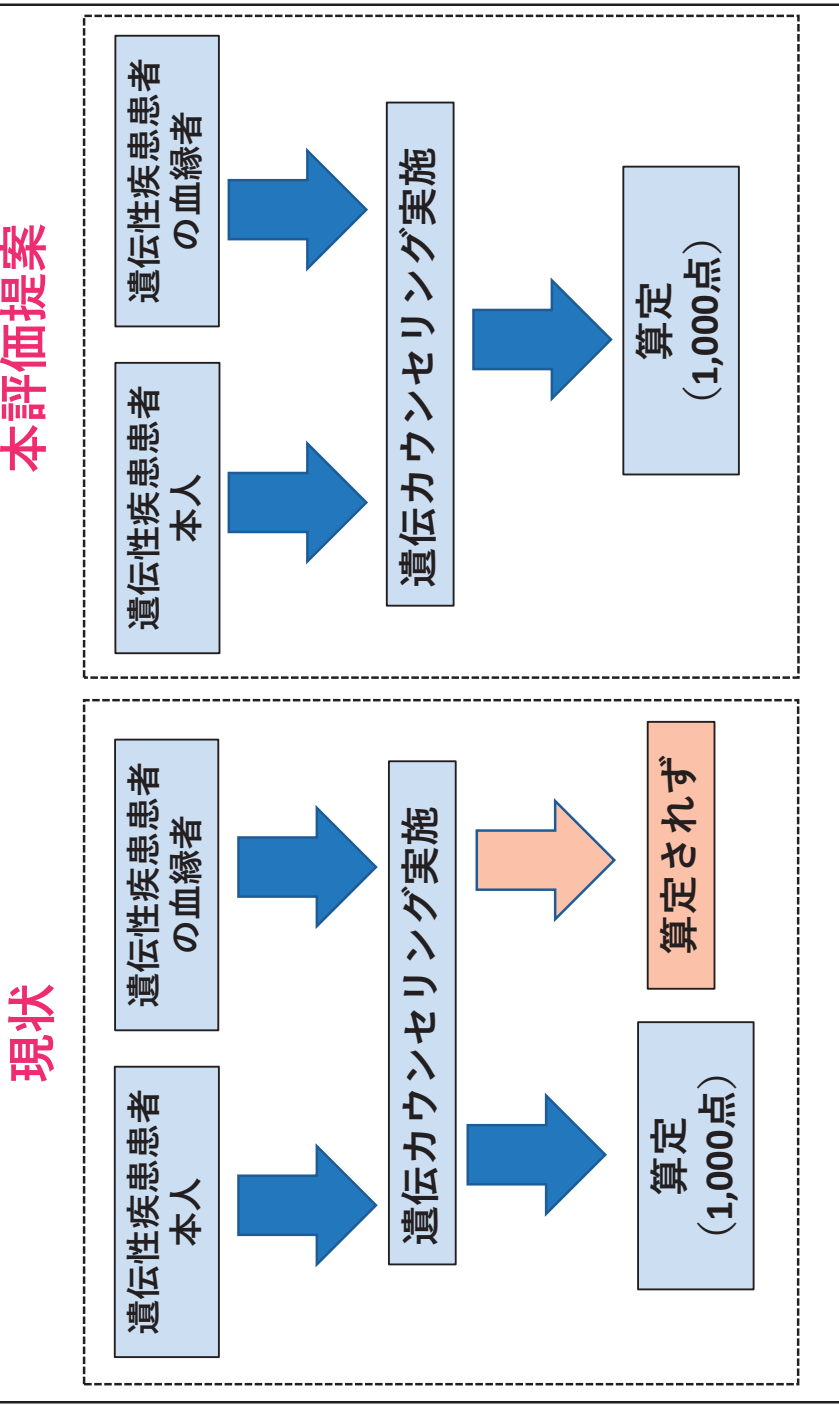 現状
遺伝性疾患患者
本人
遺伝性疾患患者
の血縁者
遺伝カウンセリング実施
算定
(1,000点)
算定されず
本評価提案
遺伝性疾患患者
本人
遺伝性疾患患者
の血縁者
遺伝カウンセリング実施
算定
(1,000点)